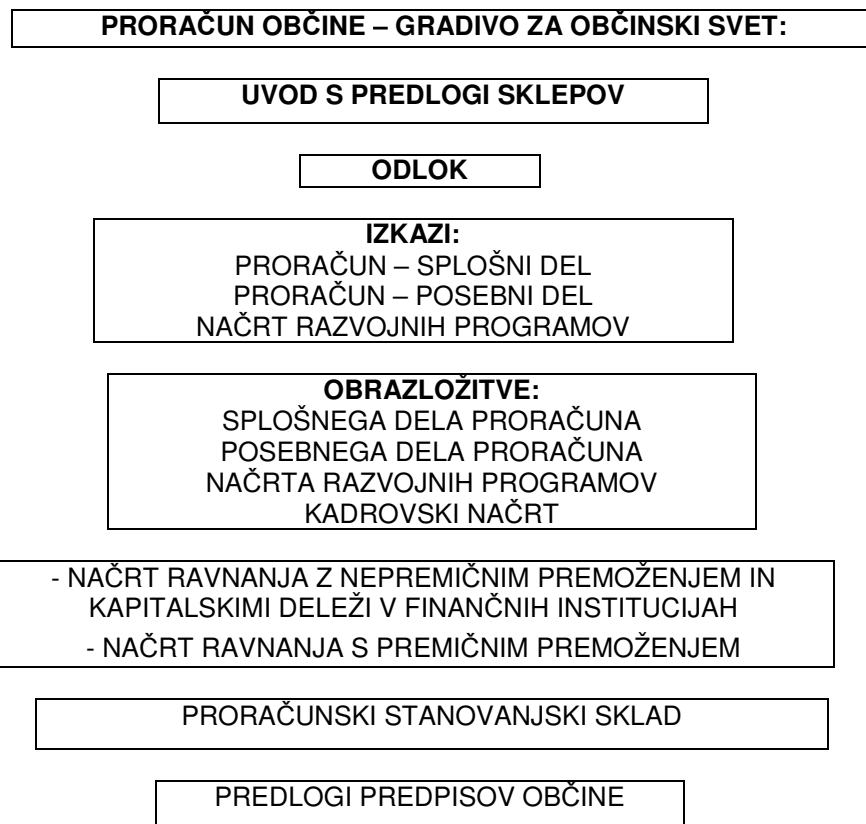 PRORAČUN OBČINE – GRADIVO ZA OBČINSKI SVET:
UVOD S PREDLOGI SKLEPOV
ODLOK
IZKAZI:
PRORAČUN – SPLOŠNI DEL
PRORAČUN – POSEBNI DEL
NAČRT RAZVOJNIH PROGRAMOV
OBRAZLOŽITVE:
SPLOŠNEGA DELA PRORAČUNA
POSEBNEGA DELA PRORAČUNA
NAČRTA RAZVOJNIH PROGRAMOV
KADROVSKI NAČRT
- NAČRT RAVNANJA Z NEPREMIČNIM PREMOŽENJEM IN
KAPITALSKIMI DELEŽI V FINANČNIH INSTITUCIJAH
- NAČRT RAVNANJA S PREMIČNIM PREMOŽENJEM
PRORAČUNSKI STANOVANJSKI SKLAD
PREDLOGI PREDPISOV OBČINE